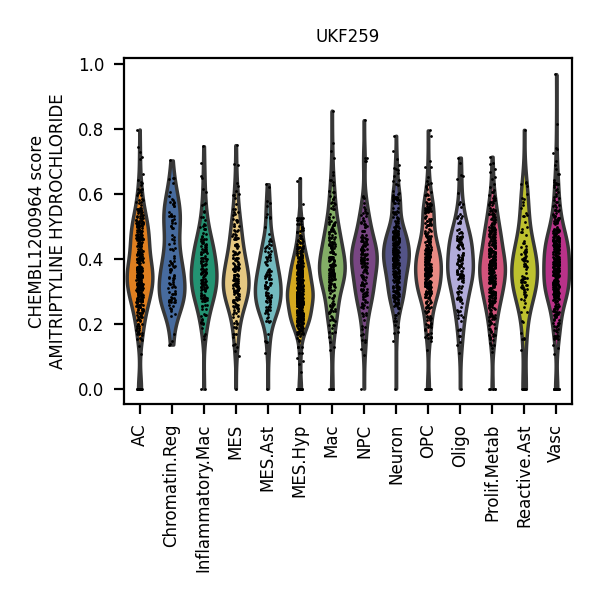 UKF259
CHEMBL1200964 score
AMITRIPTYLINE HYDROCHLORIDE
1.0
0.8
0.6
0.4
0.2
0.0
AC
Chromatin.Reg
Inflammatory.Mac
MES
MES.Ast
MES.Hyp
Mac
NPC
Neuron
OPC
Oligo
Prolif.Metab
Reactive.Ast
Vasc